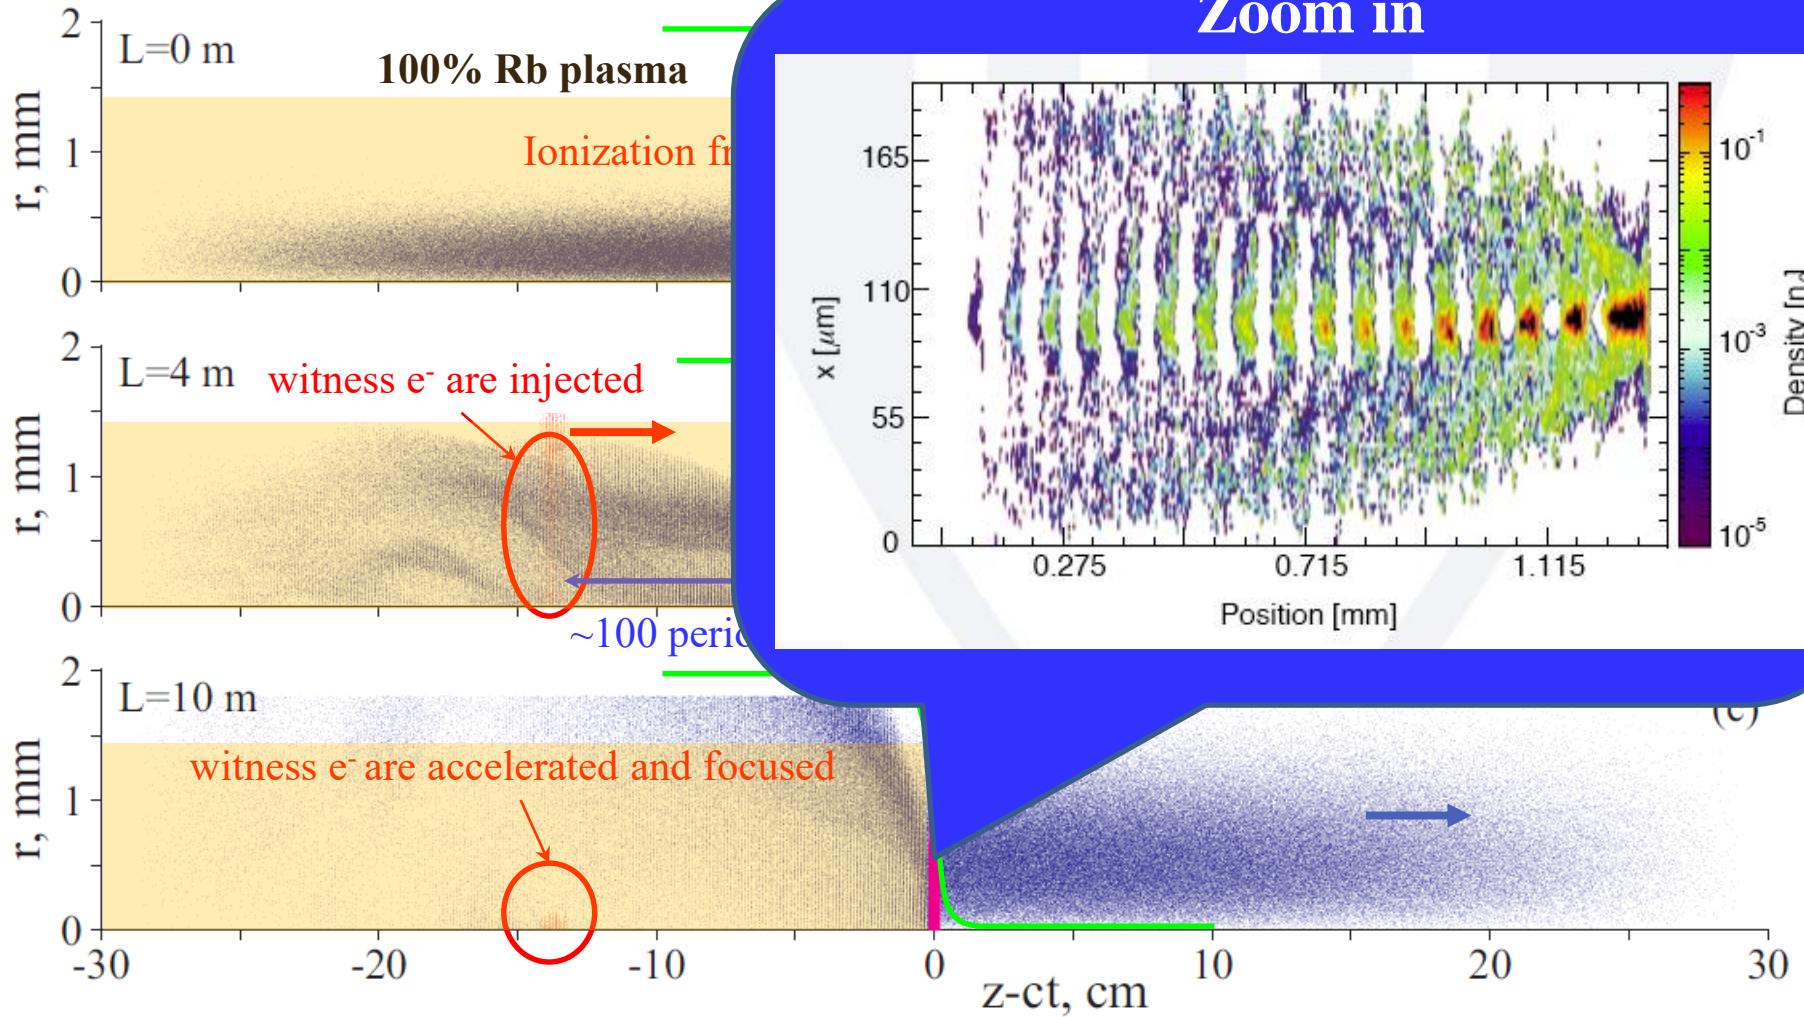 Zoom in
2
L=0 m
100% Rb plasma
r, mm
1
Ionization
0
165
110
x [μm]
55
0
0.275
0.715
1.115
Position [mm]
10-1
10-3
10-5
Density
2
L=4 m
witness e- are injected
r, mm
1
0
~100
2
L=10 m
(c)
witness e- are accelerated and focused
r, mm
1
0
-30
-20
-10
0
10
20
30
z-ct, cm